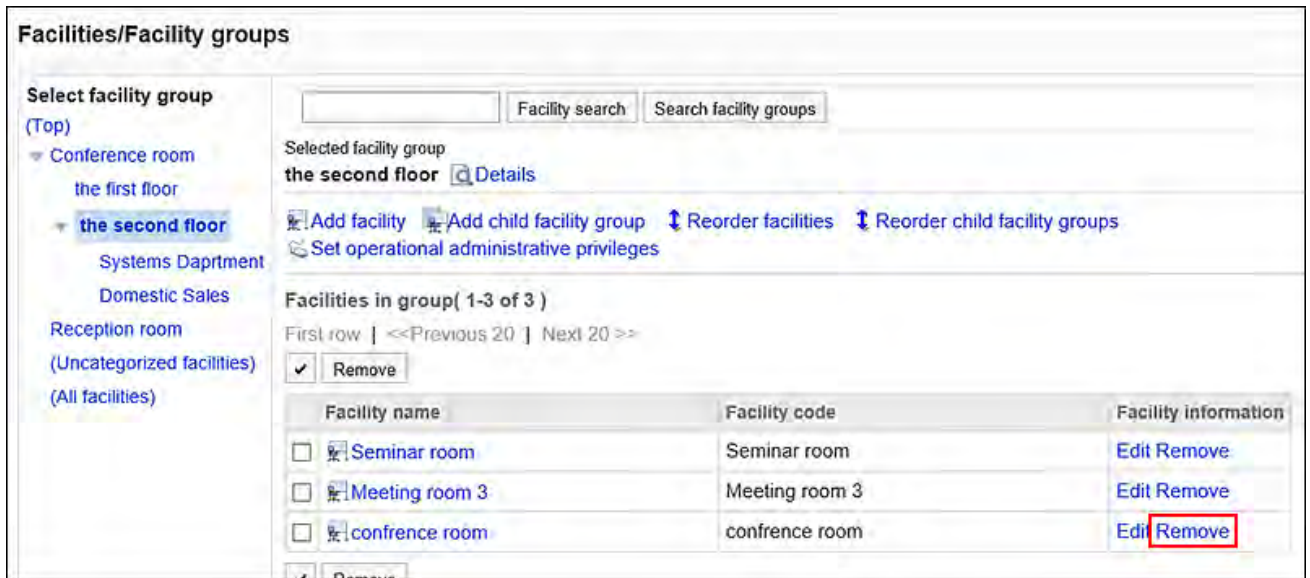 Facilities/Facility groups
Select facility group
(Top)
Conference room
the first floor
the second floor
Systems Daprtment
Domestic Sales
Reception room
(Uncategorized facilities)
(All facilities)
Facility search Search facility groups
Selected facility group
the second floor Details
Add facility Add child facility group Reorder facilities Reorder child facility groups
Set operational administrative privileges
Facilities in group( 1-3 of 3 )
First row | <<Previous 20 | Next 20 >>
Remove
Facility name Facility code Facility information
Seminar room Seminar room Edit Remove
Meeting room 3 Meeting room 3 Edit Remove
confrence room confrence room Edit Remove
Remove